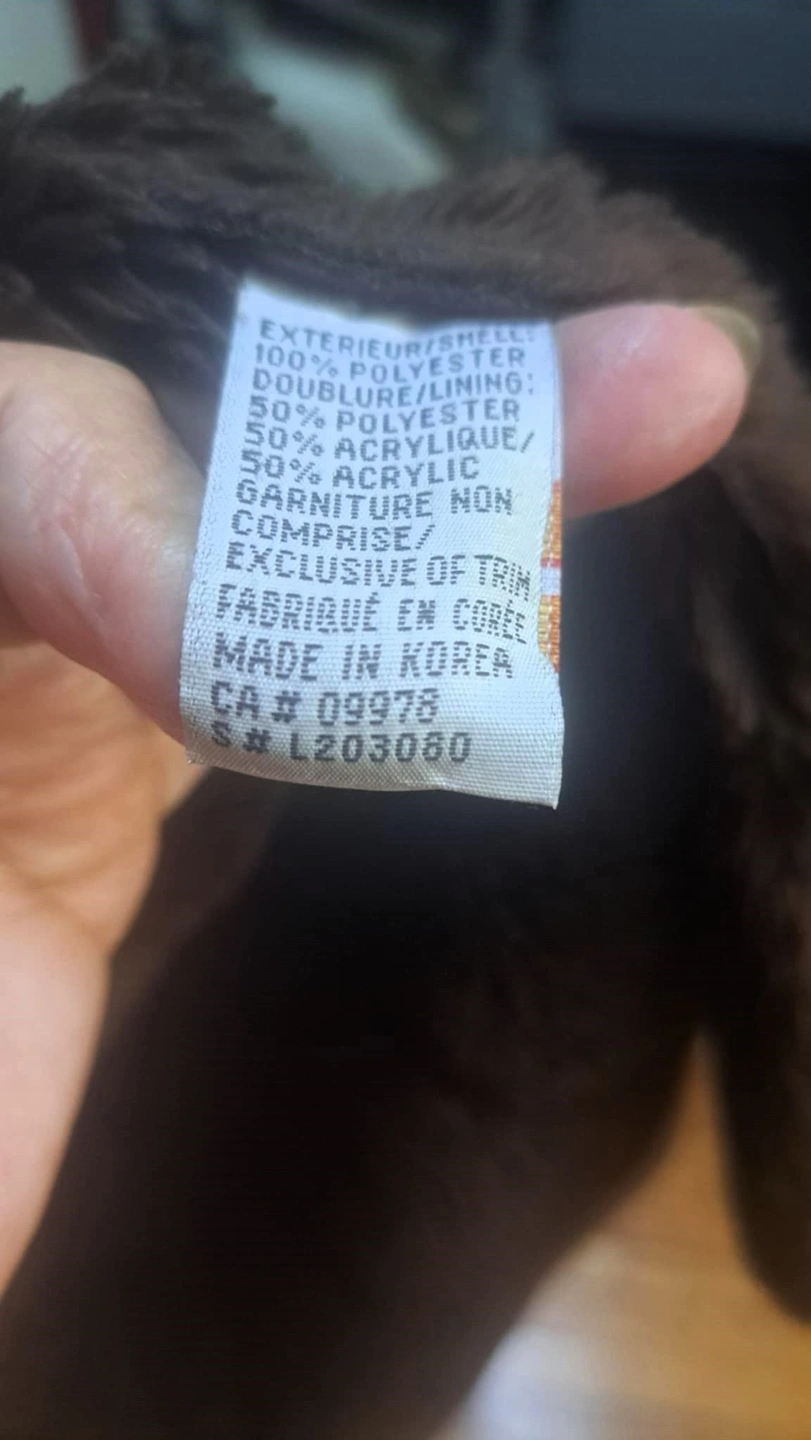 EXTERIEUR/SHELL:
100% POLYESTER
DOUBLURE/LINING:
50% POLYESTER
50% ACRYLIQUE/
50% ACRYLIC
GARNITURE NON
COMPRISE/
EXCLUSIVE OF TRIM
FABRIQUÉ EN CORÉE
MADE IN KOREA
CA# 09978
S# L203080